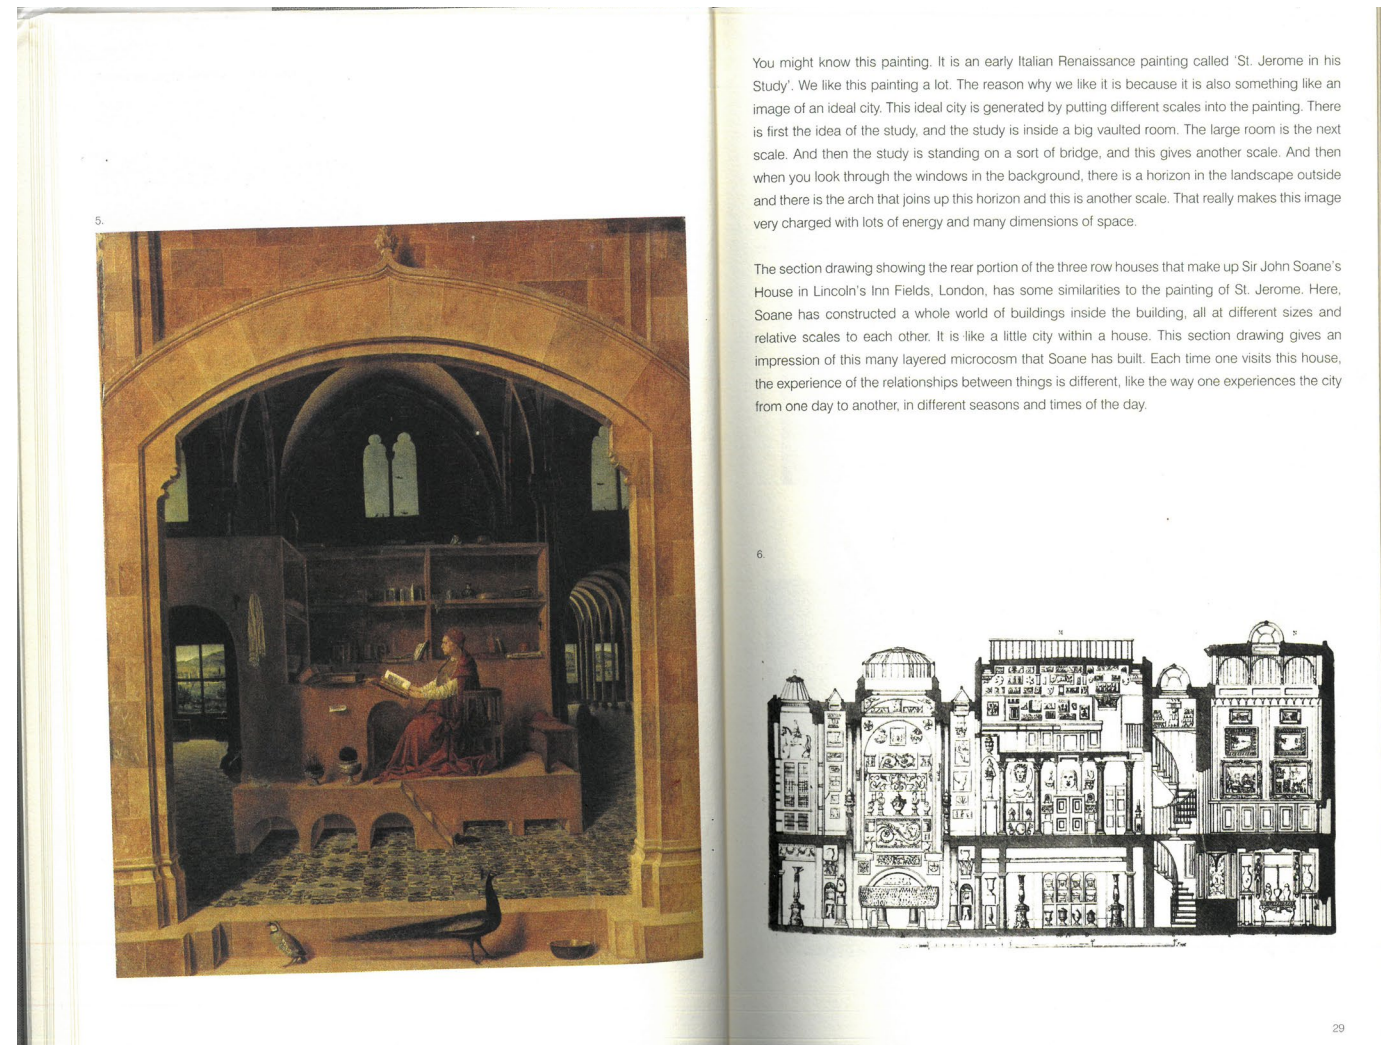 5.
You might know this painting. It is an early Italian Renaissance painting called 'St. Jerome in his
Study'. We like this painting a lot. The reason why we like it is because it is also something like an
image of an ideal city. This ideal city is generated by putting different scales into the painting. There
is first the idea of the study, and the study is inside a big vaulted room. The large room is the next
scale. And then the study is standing on a sort of bridge, and this gives another scale. And then
when you look through the windows in the background, there is a horizon in the landscape outside
and there is the arch that joins up this horizon and this is another scale. That really makes this image
very charged with lots of energy and many dimensions of space.
The section drawing showing the rear portion of the three row houses that make up Sir John Soane's
House in Lincoln's Inn Fields, London, has some similarities to the painting of St. Jerome. Here,
Soane has constructed a whole world of buildings inside the building, all at different sizes and
relative scales to each other. It is like a little city within a house. This section drawing gives an
impression of this many layered microcosm that Soane has built. Each time one visits this house,
the experience of the relationships between things is different, like the way one experiences the city
from one day to another, in different seasons and times of the day.
6.
29